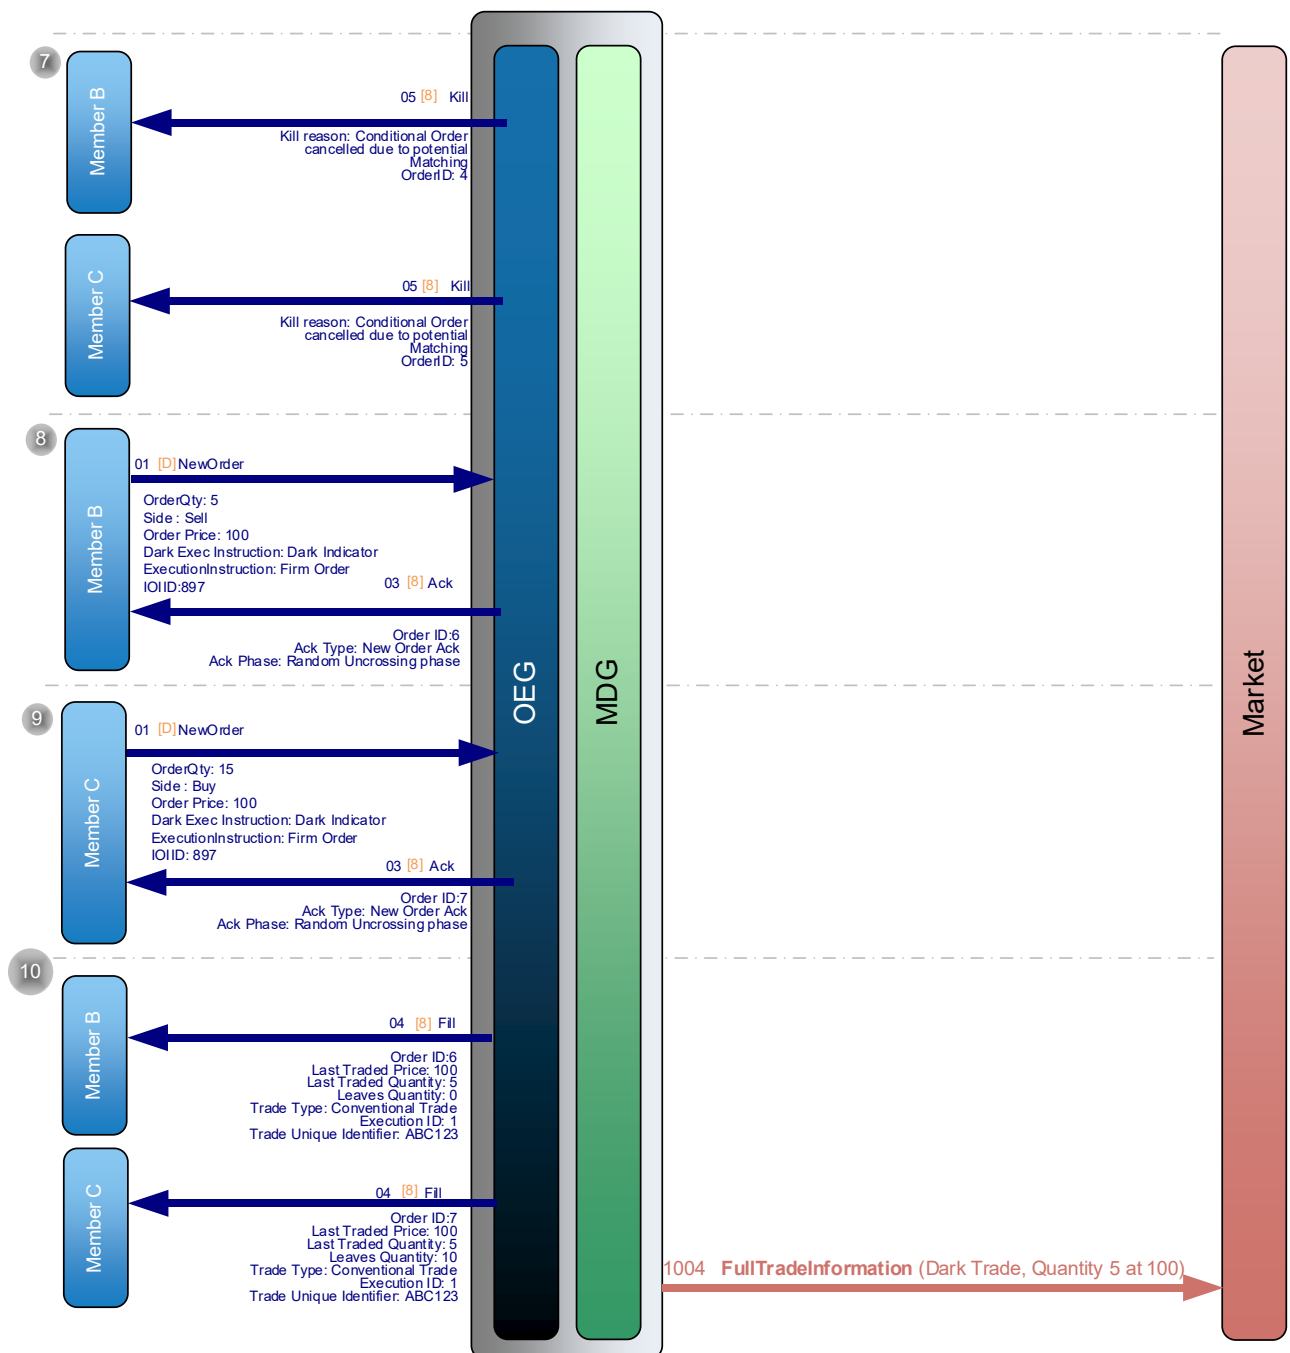 7
Member B
05 [8] Kill
Kill reason: Conditional Order
cancelled due to potential
Matching
OrderID: 4
Member C
05 [8] Kill
Kill reason: Conditional Order
cancelled due to potential
Matching
OrderID: 5
8
Member B
01 [D] NewOrder
OrderQty: 5
Side : Sell
Order Price: 100
Dark Exec Instruction: Dark Indicator
ExecutionInstruction: Firm Order
IOIID:897
03 [8] Ack
Order ID:6
Ack Type: New Order Ack
Ack Phase: Random Uncrossing phase
OEG
MDG
Market
9
Member C
01 [D] NewOrder
OrderQty: 15
Side : Buy
Order Price: 100
Dark Exec Instruction: Dark Indicator
ExecutionInstruction: Firm Order
IOIID: 897
03 [8] Ack
Order ID:7
Ack Type: New Order Ack
Ack Phase: Random Uncrossing phase
10
Member B
04 [8] Fill
Order ID:6
Last Traded Price: 100
Last Traded Quantity: 5
Leaves Quantity: 0
Trade Type: Conventional Trade
Execution ID: 1
Trade Unique Identifier: ABC123
Member C
04 [8] Fill
Order ID:7
Last Traded Price: 100
Last Traded Quantity: 5
Leaves Quantity: 10
Trade Type: Conventional Trade
Execution ID: 1
Trade Unique Identifier: ABC123
1004 FullTradeInformation (Dark Trade, Quantity 5 at 100)